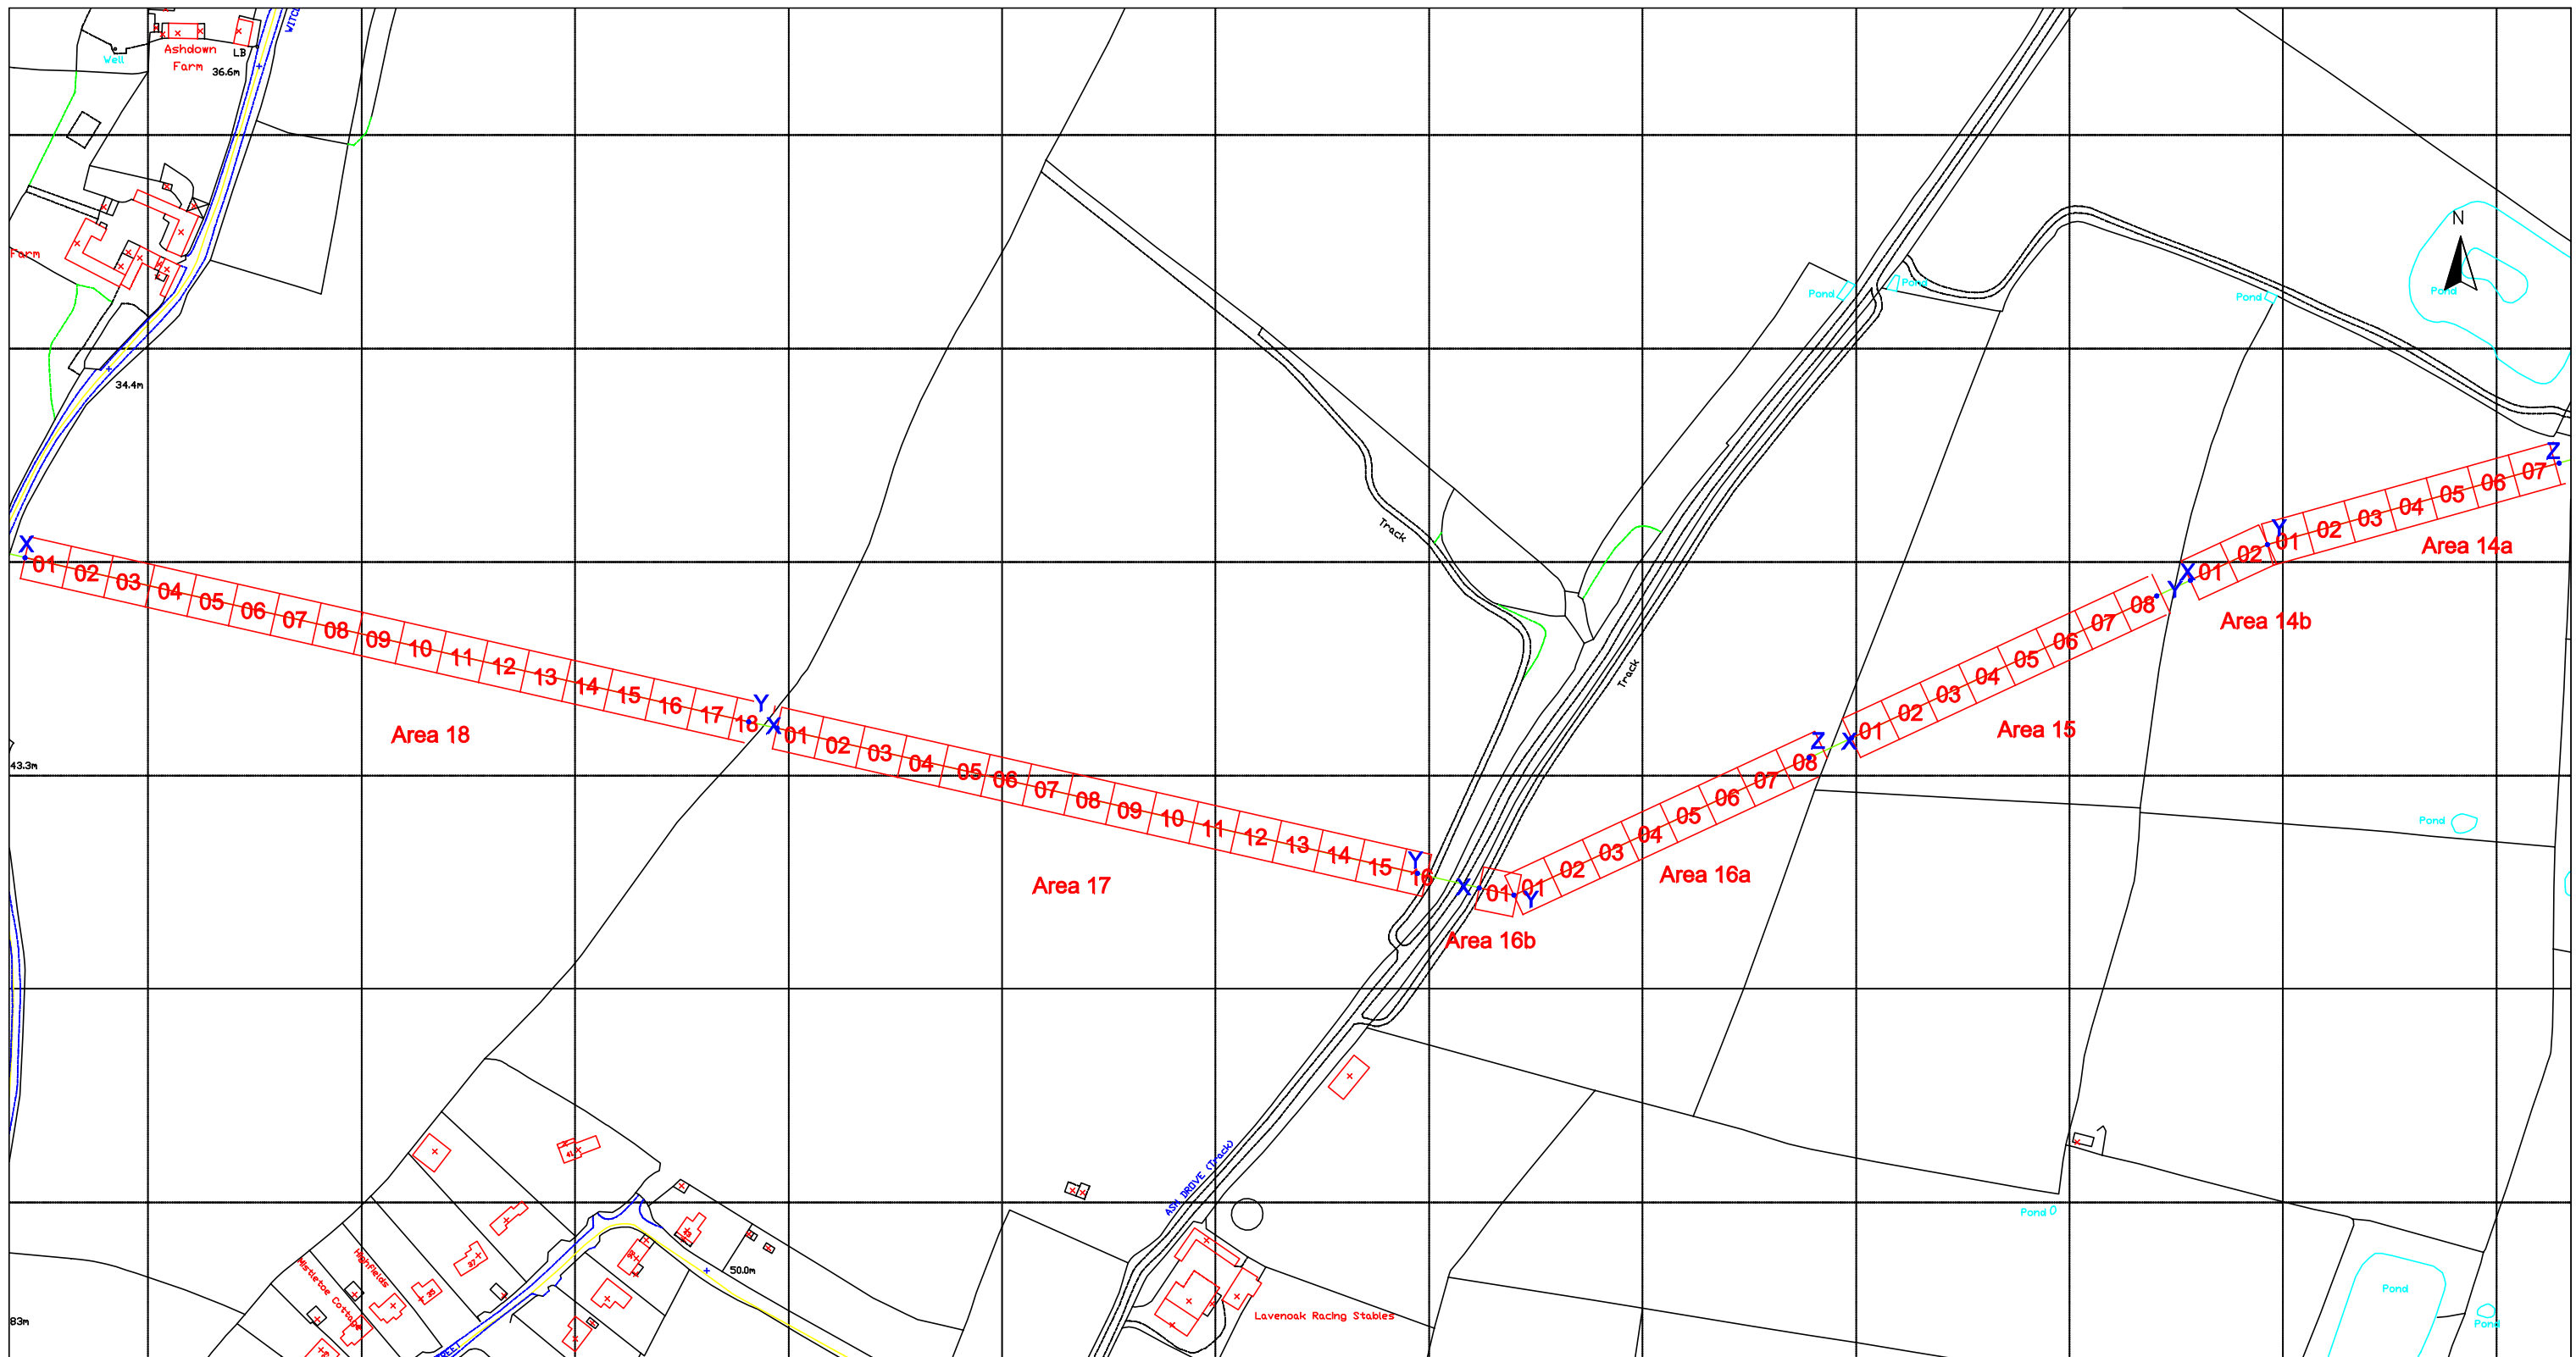 WITC
Ashdown
Farm
LB
36.6m
Well
Farm
34.4m
N
Pond
Pond
Pond
Pond
Track
Track
Z
07
06
05
04
03
02
01
Y
Area 14a
X
01
02
Area 14b
X
01
02
03
04
05
06
07
08
Y
Area 15
X
01
02
03
04
05
06
07
08
09
10
11
12
13
14
15
16
17
18
Y
Area 18
X
01
02
03
04
05
06
07
08
09
10
11
12
13
14
15
16
Y
Area 17
X
01
Y
Area 16b
01
02
03
04
05
06
07
08
Z
Area 16a
43.3m
Pond
ASH DROVE (Track)
Pond
41
43
37
35
Highfields
Mistletoe Cottage
50.0m
Lavenoak Racing Stables
Pond
Pond
83m